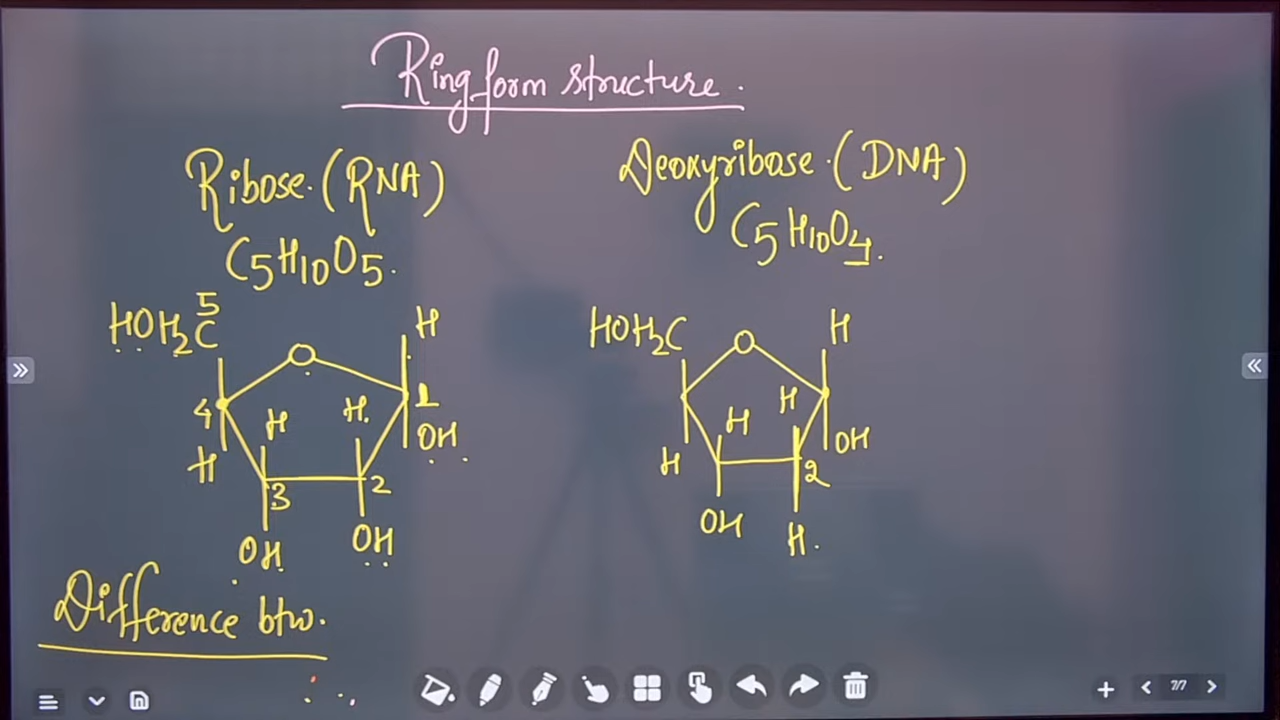 Ring form structure.
Ribose. (RNA)
C5H10O5.
Deoxyribose. (DNA)
C5H10O4.
HOH2C
5
O
H
4
H
H
H
1
OH
3
2
OH
OH
HOH2C
O
H
H
H
H
OH
2
OH
H.
Difference btw.
7/7